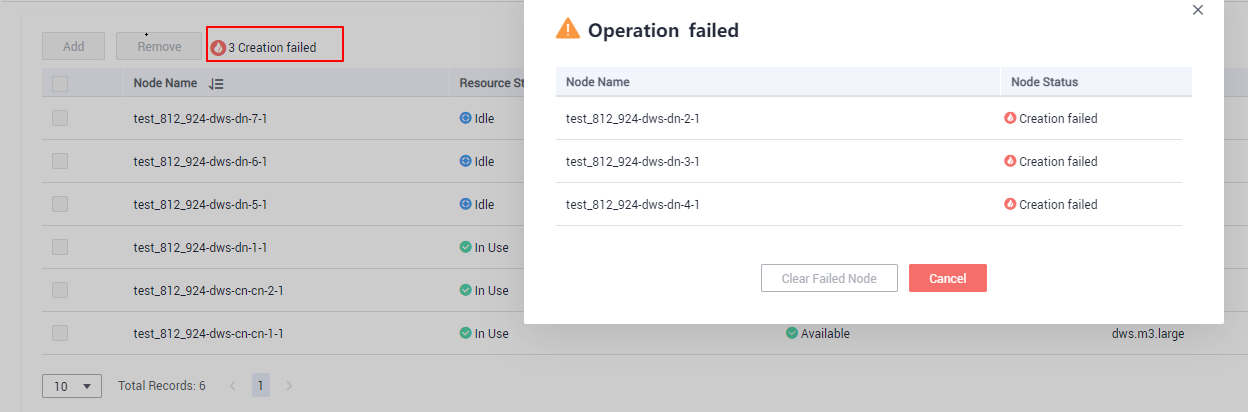 Add Remove 3 Creation failed
Node Name Resource St
test_812_924-dws-dn-7-1 Idle
test_812_924-dws-dn-6-1 Idle
test_812_924-dws-dn-5-1 Idle
test_812_924-dws-dn-1-1 In Use
test_812_924-dws-cn-cn-2-1 In Use
test_812_924-dws-cn-cn-1-1 In Use Available dws.m3.large
10 Total Records: 6 1
Operation failed
Node Name Node Status
test_812_924-dws-dn-2-1 Creation failed
test_812_924-dws-dn-3-1 Creation failed
test_812_924-dws-dn-4-1 Creation failed
Clear Failed Node Cancel